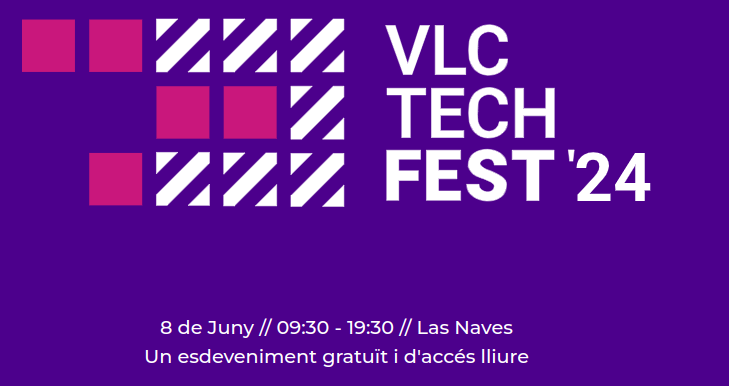 VLC
TECH
FEST '24
8 de Juny // 09:30 - 19:30 // Las Naves
Un esdeveniment gratuït i d'accés lliure